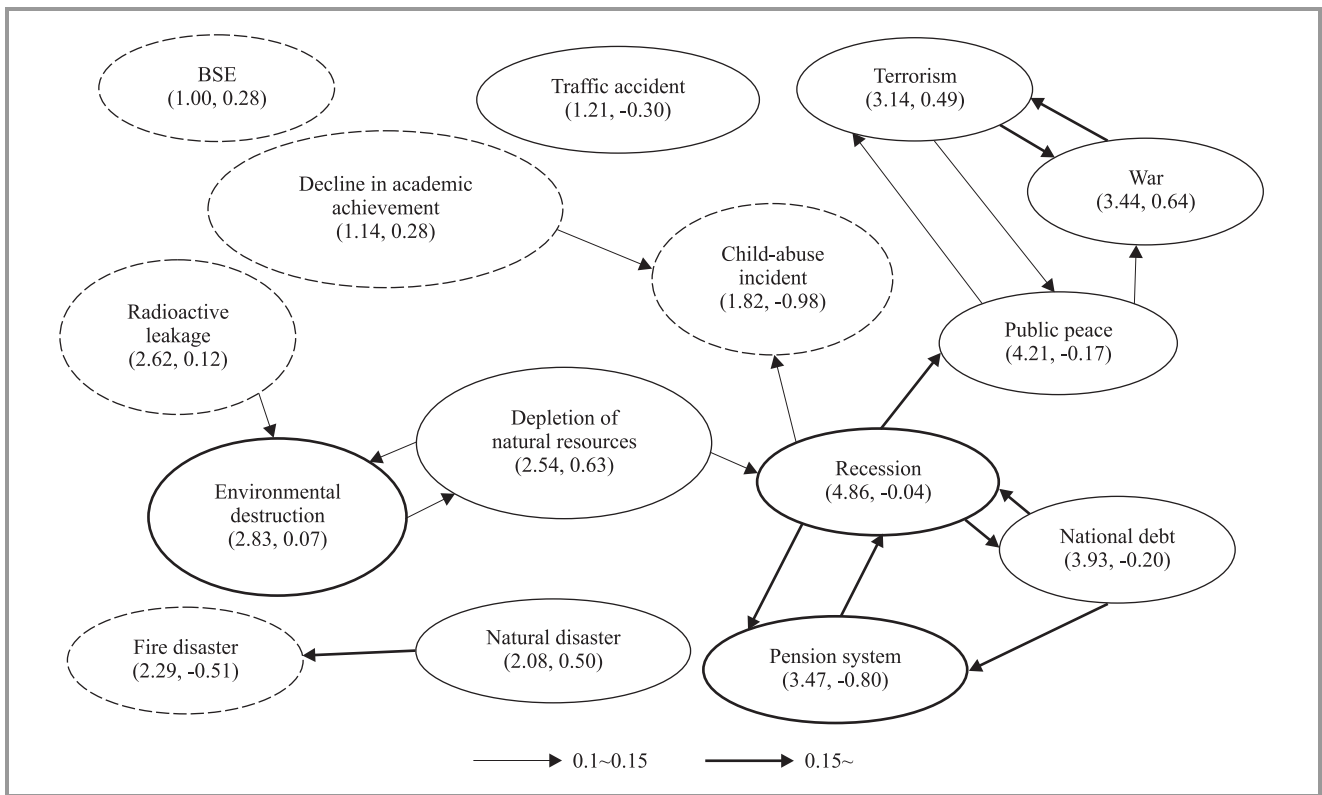 BSE
(1.00, 0.28)
Traffic accident
(1.21, -0.30)
Terrorism
(3.14, 0.49)
War
(3.44, 0.64)
Decline in academic
achievement
(1.14, 0.28)
Child-abuse
incident
(1.82, -0.98)
Radioactive
leakage
(2.62, 0.12)
Public peace
(4.21, -0.17)
Depletion of
natural resources
(2.54, 0.63)
Recession
(4.86, -0.04)
Environmental
destruction
(2.83, 0.07)
National debt
(3.93, -0.20)
Fire disaster
(2.29, -0.51)
Natural disaster
(2.08, 0.50)
Pension system
(3.47, -0.80)
0.1~0.15
0.15~